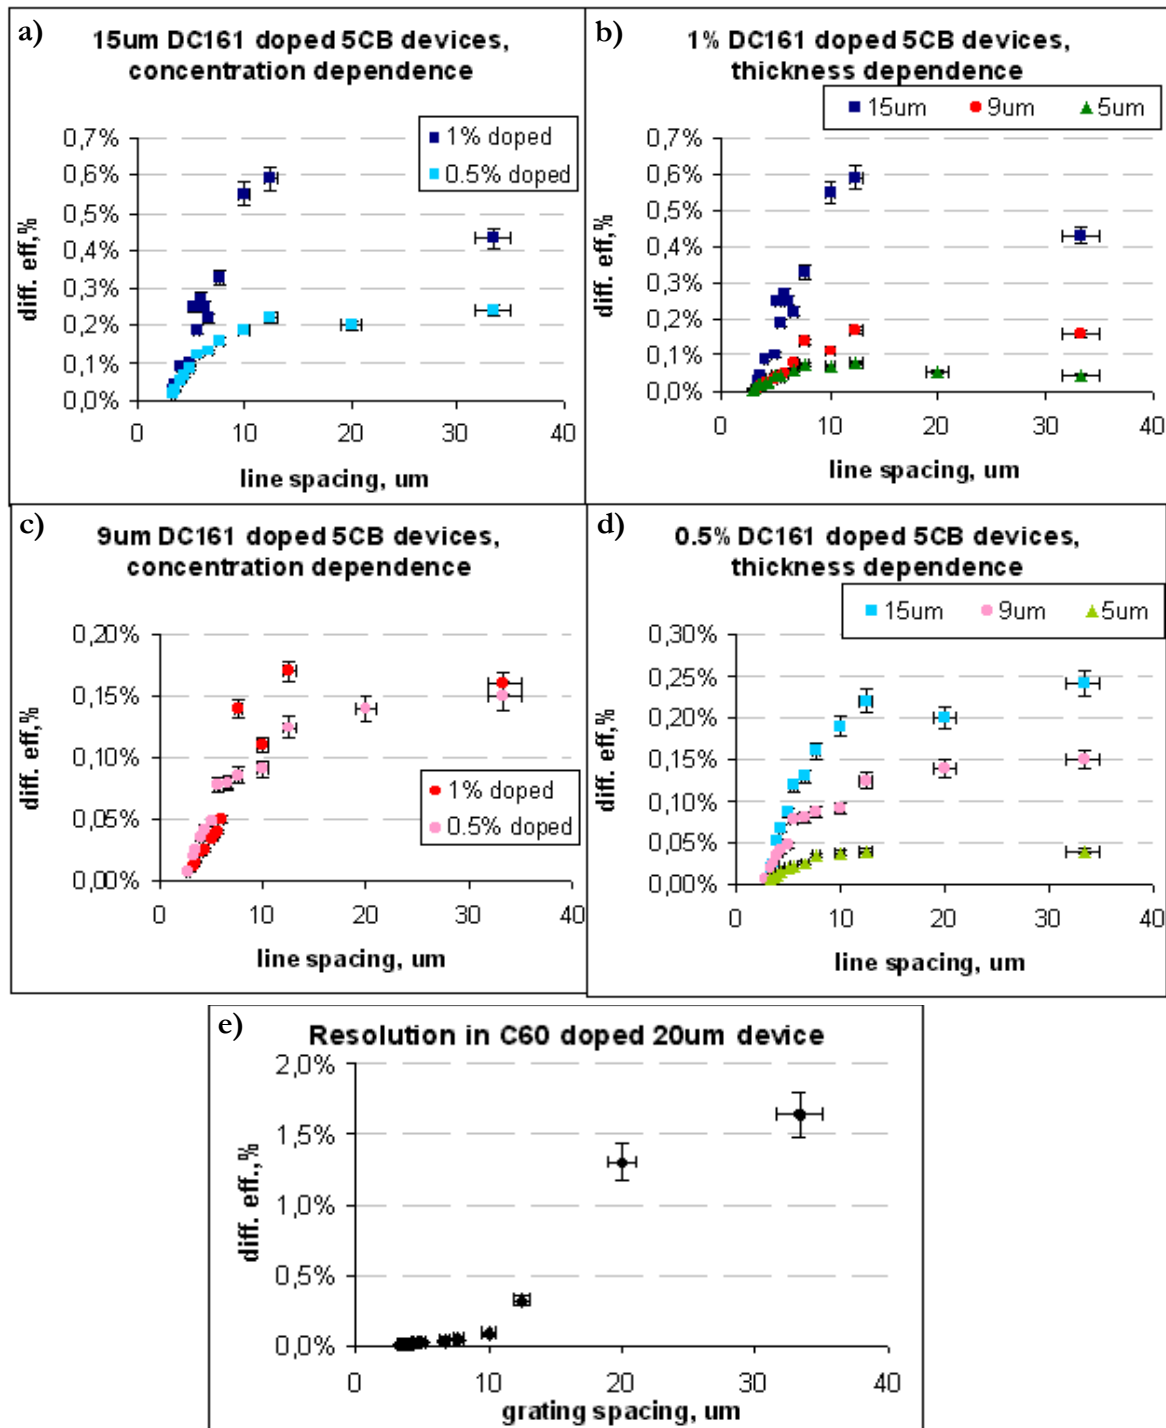 a)
15um DC161 doped 5CB devices,
concentration dependence
1% doped
0.5% doped
0,7%
0,6%
0,5%
0,4%
0,3%
0,2%
0,1%
0,0%
diff. eff,%
0 10 20 30 40
line spacing, um
b)
1% DC161 doped 5CB devices,
thickness dependence
15um 9um 5um
0,7%
0,6%
0,5%
0,4%
0,3%
0,2%
0,1%
0,0%
diff. eff,%
0 10 20 30 40
line spacing, um
c)
9um DC161 doped 5CB devices,
concentration dependence
0,20%
0,15%
0,10%
0,05%
0,00%
diff. eff,%
1% doped
0.5% doped
0 10 20 30 40
line spacing, um
d)
0.5% DC161 doped 5CB devices,
thickness dependence
15um 9um 5um
0,30%
0,25%
0,20%
0,15%
0,10%
0,05%
0,00%
diff. eff,%
0 10 20 30 40
line spacing, um
e)
Resolution in C60 doped 20um device
2,0%
1,5%
1,0%
0,5%
0,0%
diff. eff.,%
0 10 20 30 40
grating spacing, um